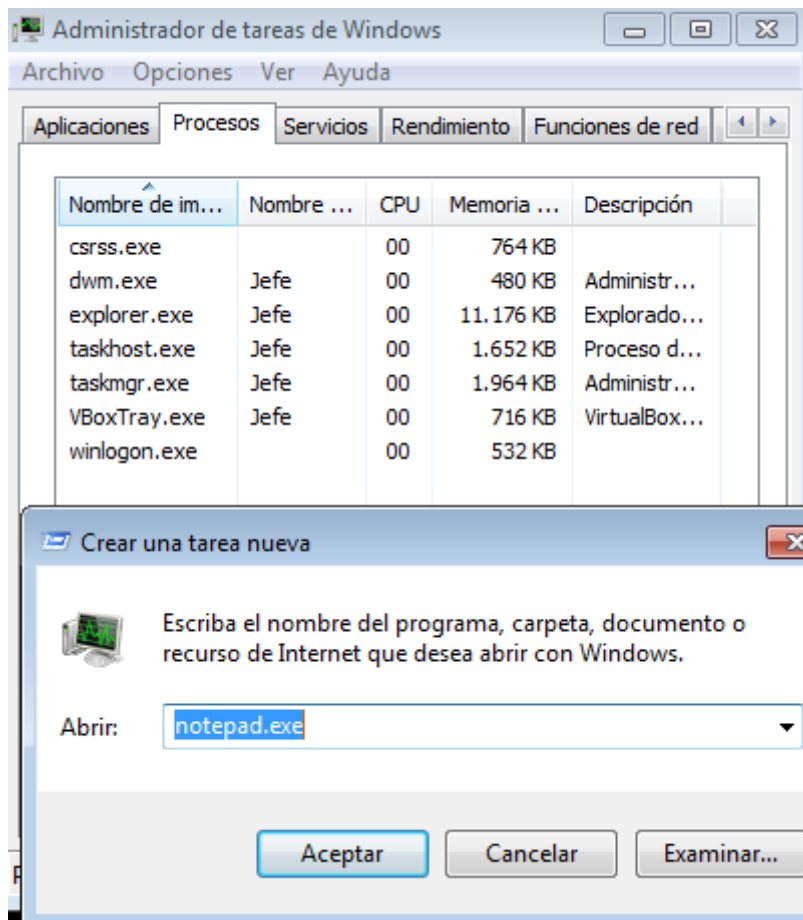 Administrador de tareas de Windows
Archivo Opciones Ver Ayuda
Aplicaciones Procesos Servicios Rendimiento Funciones de red
Nombre de im... Nombre ... CPU Memoria ... Descripción
csrss.exe 00 764 KB
dwm.exe Jefe 00 480 KB Administr...
explorer.exe Jefe 00 11.176 KB Explorado...
taskhost.exe Jefe 00 1.652 KB Proceso d...
taskmgr.exe Jefe 00 1.964 KB Administr...
VBoxTray.exe Jefe 00 716 KB VirtualBox...
winlogon.exe 00 532 KB
Crear una tarea nueva
Escriba el nombre del programa, carpeta, documento o
recurso de Internet que desea abrir con Windows.
Abrir: notepad.exe
Aceptar Cancelar Examinar...